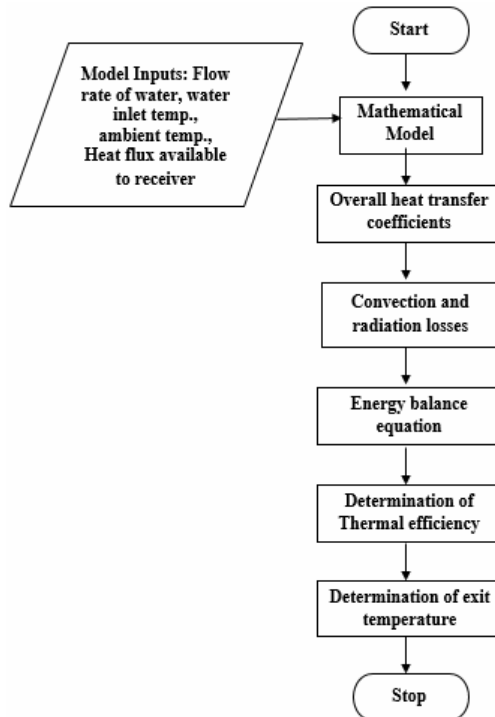 Start
Model Inputs: Flow
rate of water, water
inlet temp.,
ambient temp.,
Heat flux available
to receiver
Mathematical
Model
Overall heat transfer
coefficients
Convection and
radiation losses
Energy balance
equation
Determination of
Thermal efficiency
Determination of exit
temperature
Stop